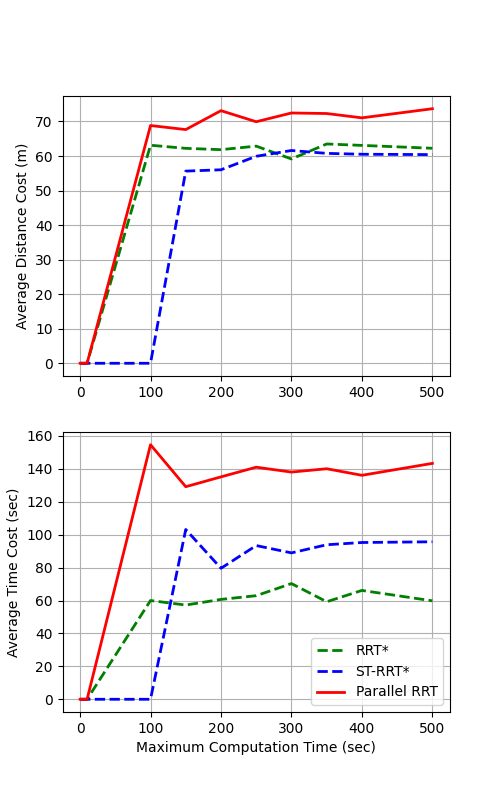 70
60
50
40
30
20
10
0
Average Distance Cost (m)
0 100 200 300 400 500
160
140
120
100
80
60
40
20
0
Average Time Cost (sec)
RRT*
ST-RRT*
Parallel RRT
0 100 200 300 400 500
Maximum Computation Time (sec)